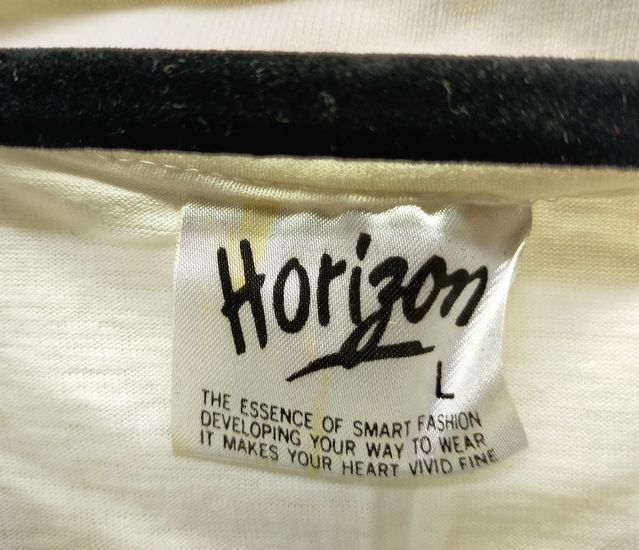 Horizon
L
THE ESSENCE OF SMART FASHION
DEVELOPING YOUR WAY TO WEAR
IT MAKES YOUR HEART VIVID FINE